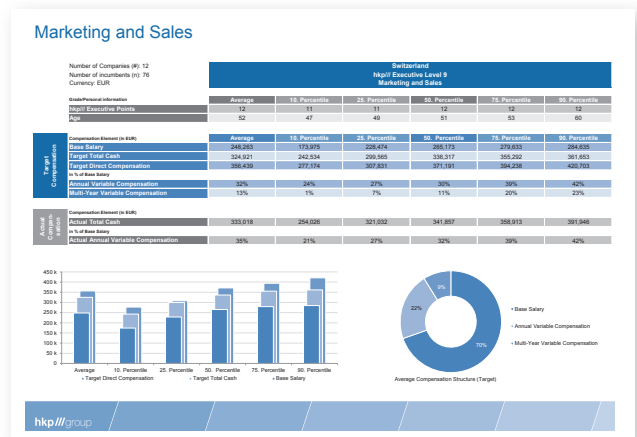 Marketing and Sales
Number of Companies (#): 12
Number of incumbents (n): 76
Currency: EUR
Switzerland
hkp/// Executive Level 9
Marketing and Sales
Grade/Personal information Average 10. Percentile 25. Percentile 50. Percentile 75. Percentile 90. Percentile
hkp/// Executive Points 12 11 11 12 12 12
Age 52 47 49 51 53 60
Target Compensation
Compensation Element (in EUR) Average 10. Percentile 25. Percentile 50. Percentile 75. Percentile 90. Percentile
Base Salary 248,263 173,975 228,474 265,173 279,633 284,635
Target Total Cash 324,921 242,534 299,565 336,317 355,292 361,653
Target Direct Compensation 356,439 277,174 307,831 371,191 394,238 420,703
in % of Base Salary
Annual Variable Compensation 32% 24% 27% 30% 39% 42%
Multi-Year Variable Compensation 13% 1% 7% 11% 20% 23%
Actual Compen-sation
Compensation Element (in EUR)
Actual Total Cash 333,018 254,026 321,032 341,857 358,913 391,946
in % of Base Salary
Actual Annual Variable Compensation 35% 21% 27% 32% 39% 42%
450 k
400 k
350 k
300 k
250 k
200 k
150 k
100 k
50 k
0
Average 10. Percentile 25. Percentile 50. Percentile 75. Percentile 90. Percentile
• Target Direct Compensation • Target Total Cash • Base Salary
9%
22%
70%
• Base Salary
• Annual Variable Compensation
• Multi-Year Variable Compensation
Average Compensation Structure (Target)
hkp///group